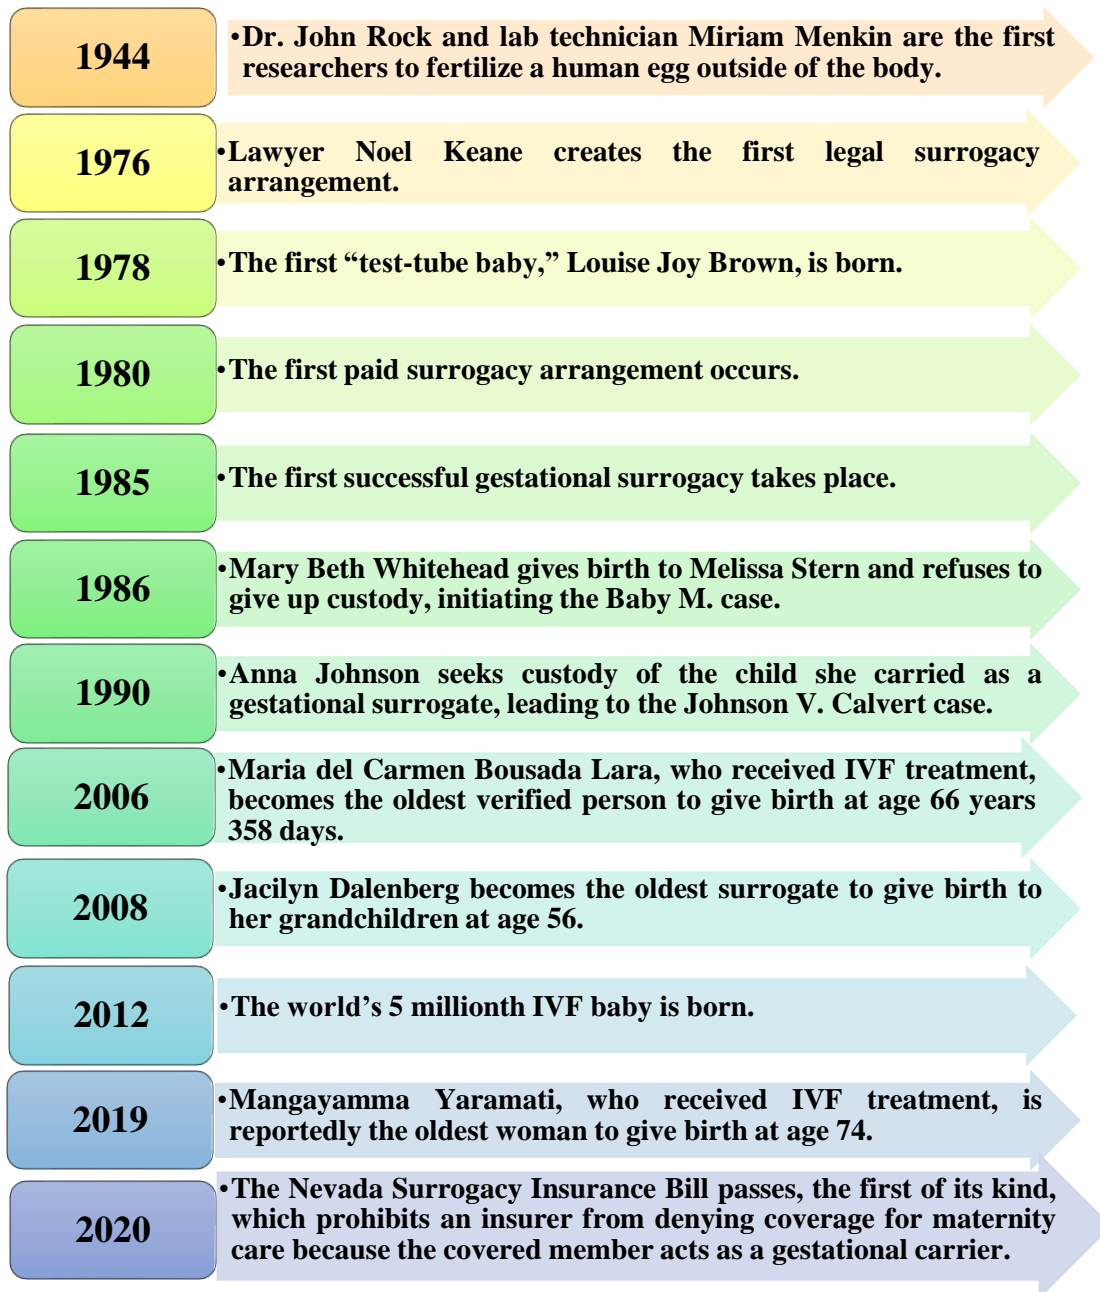 1944
•Dr. John Rock and lab technician Miriam Menkin are the first
researchers to fertilize a human egg outside of the body.
1976
•Lawyer Noel Keane creates the first legal surrogacy
arrangement.
1978
•The first “test-tube baby,” Louise Joy Brown, is born.
1980
•The first paid surrogacy arrangement occurs.
1985
•The first successful gestational surrogacy takes place.
1986
•Mary Beth Whitehead gives birth to Melissa Stern and refuses to
give up custody, initiating the Baby M. case.
1990
•Anna Johnson seeks custody of the child she carried as a
gestational surrogate, leading to the Johnson V. Calvert case.
2006
•Maria del Carmen Bousada Lara, who received IVF treatment,
becomes the oldest verified person to give birth at age 66 years
358 days.
2008
•Jacilyn Dalenberg becomes the oldest surrogate to give birth to
her grandchildren at age 56.
2012
•The world’s 5 millionth IVF baby is born.
2019
•Mangayamma Yaramati, who received IVF treatment, is
reportedly the oldest woman to give birth at age 74.
2020
•The Nevada Surrogacy Insurance Bill passes, the first of its kind,
which prohibits an insurer from denying coverage for maternity
care because the covered member acts as a gestational carrier.